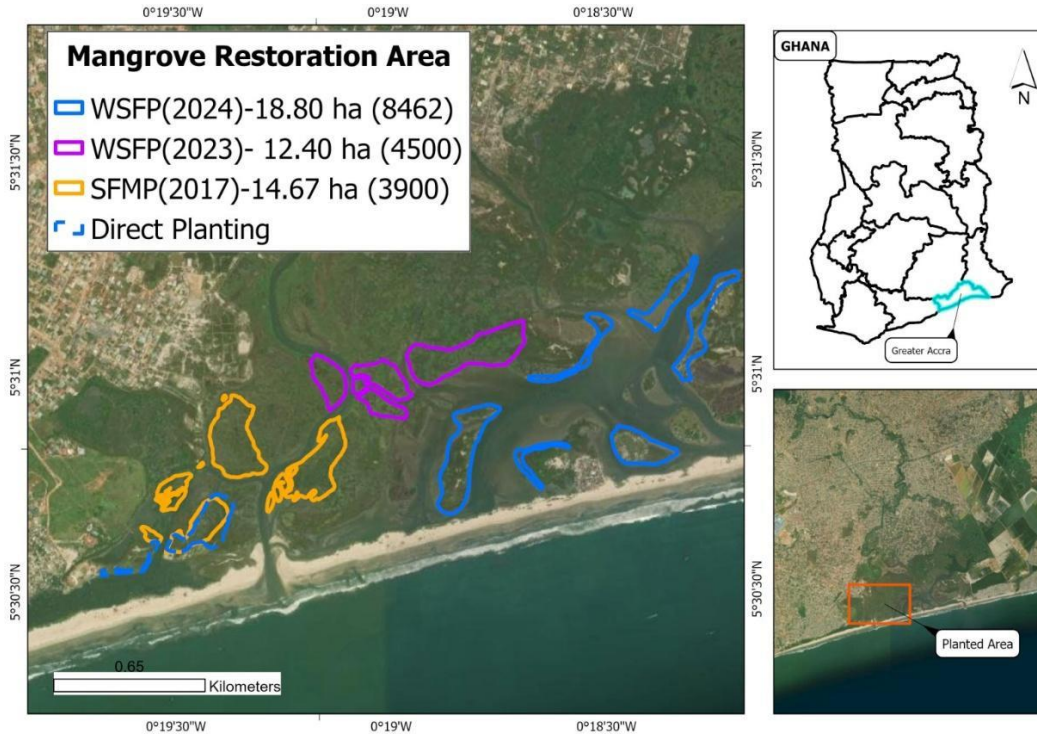 0°19'30"W
0°19'W
0°18'30"W
Mangrove Restoration Area
WSFP(2024)-18.80 ha (8462)
WSFP(2023)- 12.40 ha (4500)
SFMP(2017)-14.67 ha (3900)
Direct Planting
5°31'30"N
5°31'N
5°30'30"N
5°31'30"N
5°31'N
5°30'30"N
0.65
Kilometers
0°19'30"W
0°19'W
0°18'30"W
GHANA
N
Greater Accra
Planted Area